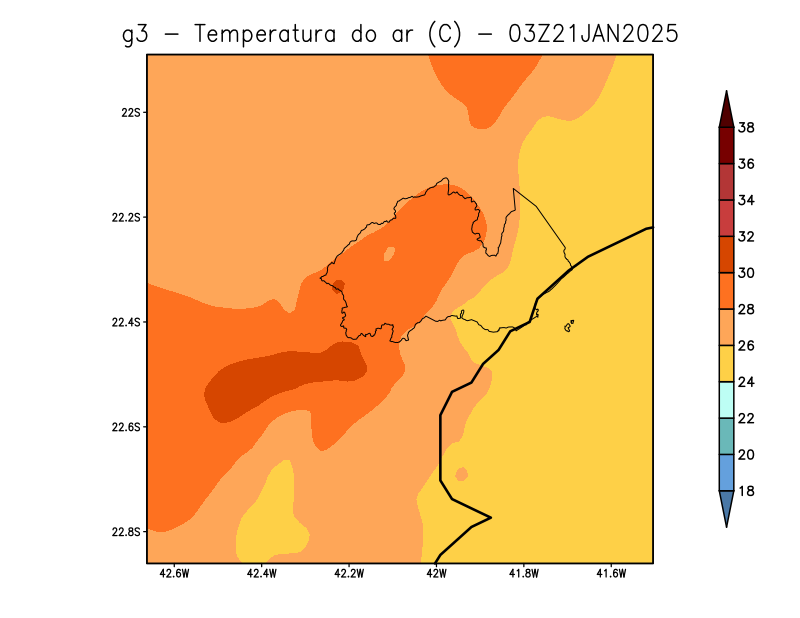 g3 - Temperatura do ar (C) - 03Z21JAN2025
22S
22.2S
22.4S
22.6S
22.8S
42.6W
42.4W
42.2W
42W
41.8W
41.6W
38
36
34
32
30
28
26
24
22
20
18